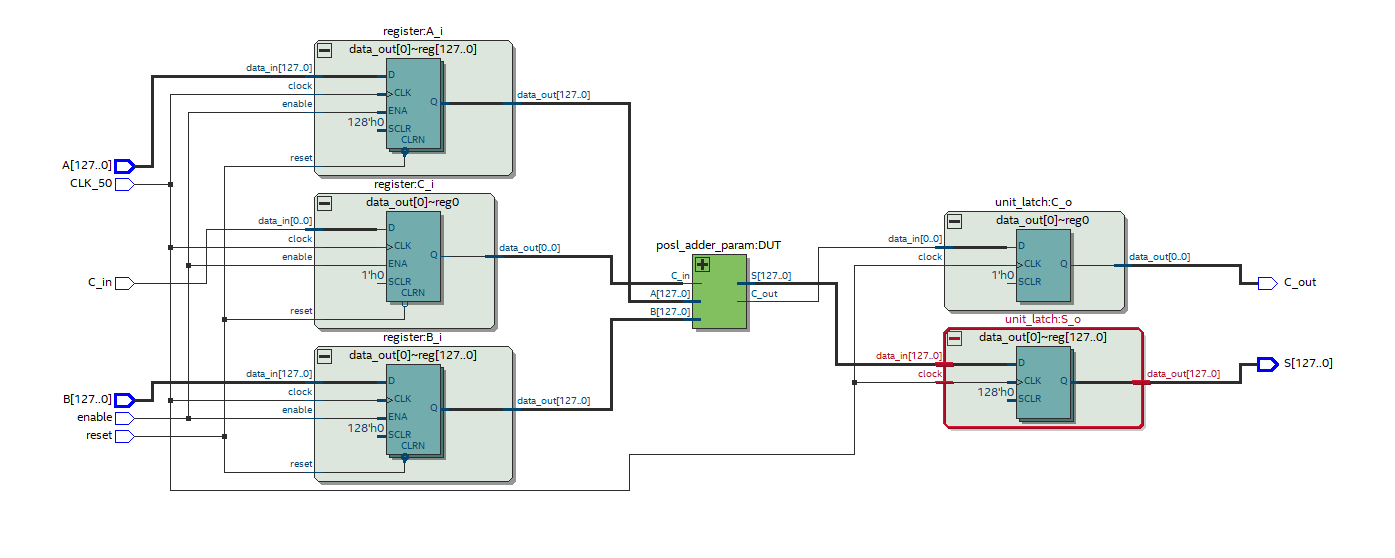 register:A_i
data_out[0]~reg[127..0]
data_in[127..0]
D
clock
CLK
enable
ENA
Q
data_out[127..0]
128'h0
SCLR
CLRN
reset
A[127..0]
CLK_50
register:C_i
data_out[0]~reg0
data_in[0..0]
D
clock
CLK
enable
ENA
Q
data_out[0..0]
1'h0
SCLR
CLRN
reset
C_in
register:B_i
data_out[0]~reg[127..0]
data_in[127..0]
D
clock
CLK
enable
ENA
Q
data_out[127..0]
128'h0
SCLR
CLRN
reset
B[127..0]
enable
reset
posl_adder_param:DUT
C_in
A[127..0]
B[127..0]
S[127..0]
C_out
unit_latch:C_o
data_out[0]~reg0
data_in[0..0]
D
clock
CLK
Q
data_out[0..0]
1'h0
SCLR
C_out
unit_latch:S_o
data_out[0]~reg[127..0]
data_in[127..0]
D
clock
CLK
Q
data_out[127..0]
128'h0
SCLR
S[127..0]